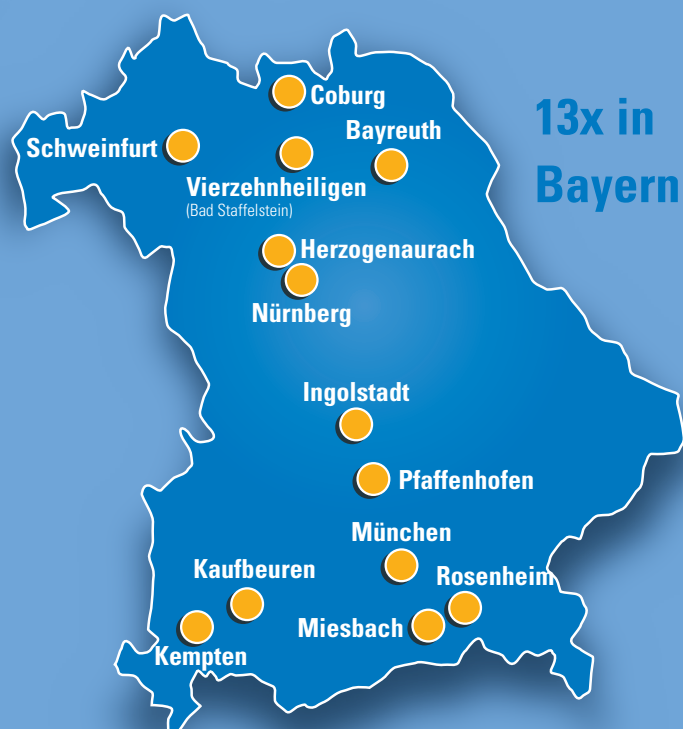 Coburg
13x in
Bayern
Bayreuth
Schweinfurt
Vierzehnheiligen
(Bad Staffelstein)
Herzogenaurach
Nürnberg
Ingolstadt
Pfaffenhofen
München
Kaufbeuren
Rosenheim
Miesbach
Kempten